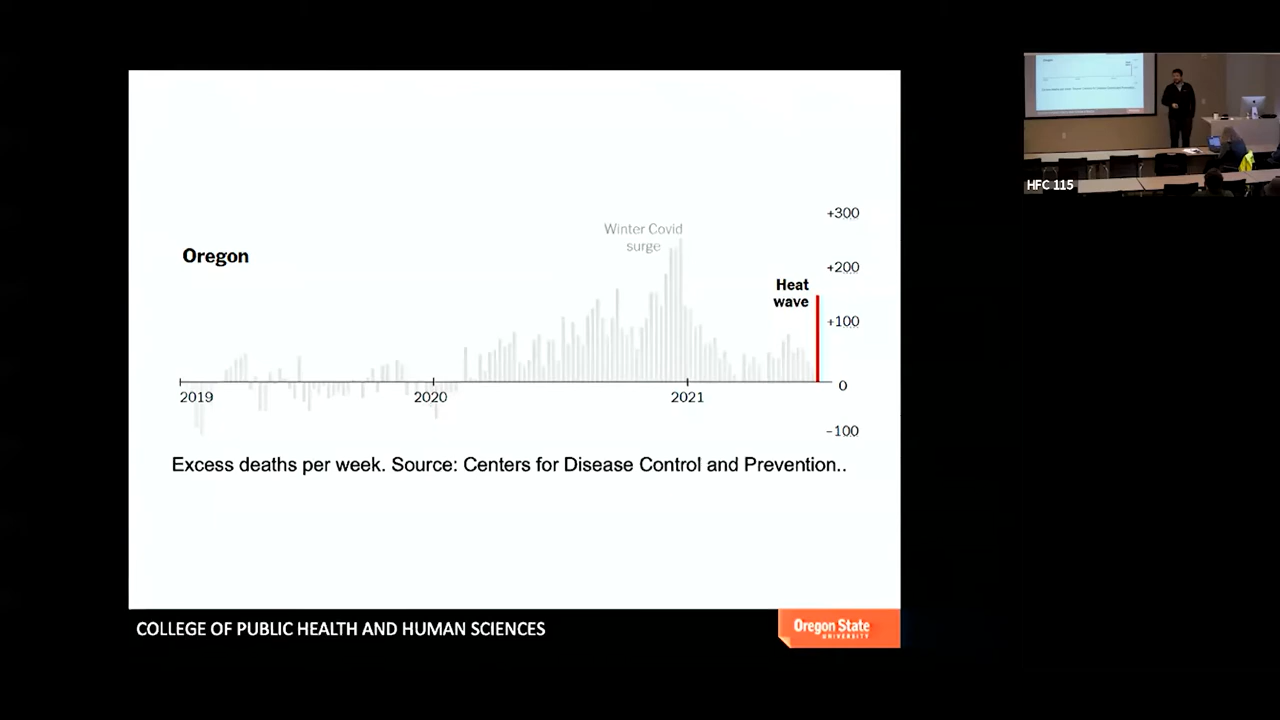 Winter Covid
surge
Oregon
Heat
wave
+300
+200
+100
0
-100
2019
2020
2021
Excess deaths per week. Source: Centers for Disease Control and Prevention..
COLLEGE OF PUBLIC HEALTH AND HUMAN SCIENCES
Oregon State
UNIVERSITY
HFC 115